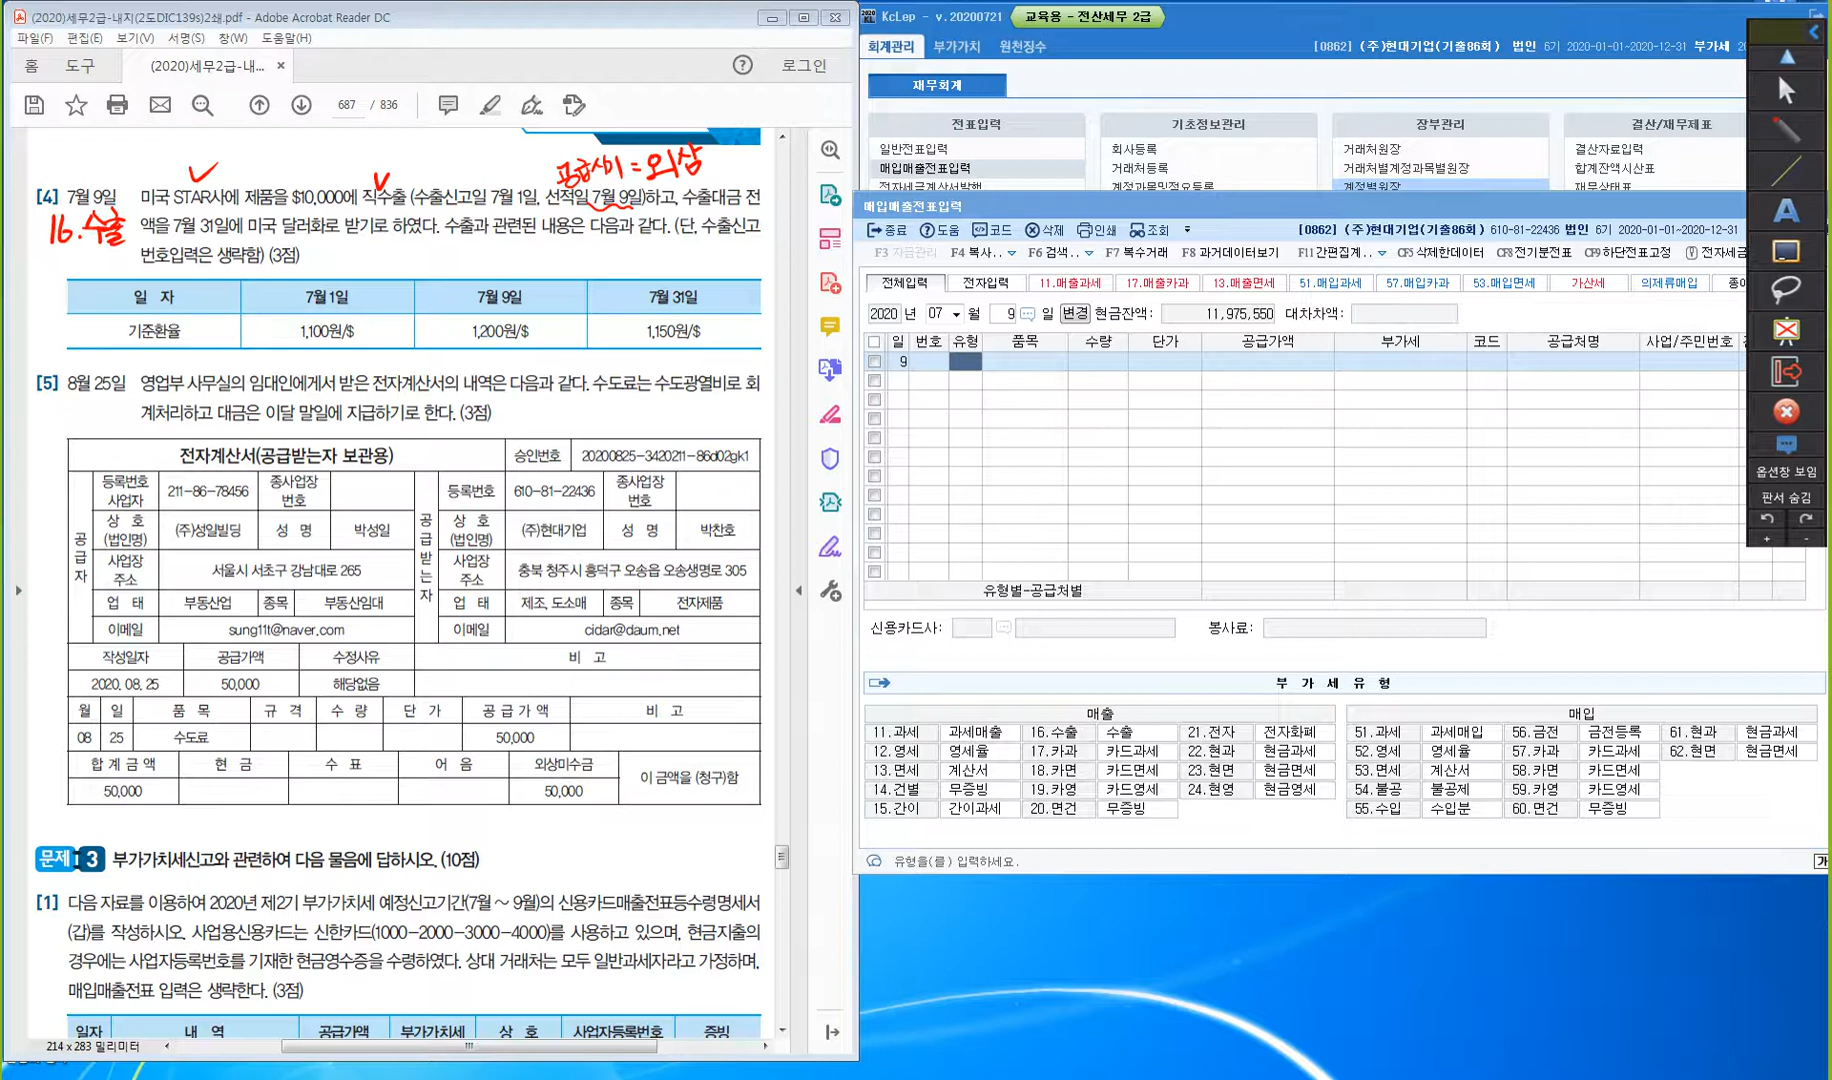 (2020)세무2급-내지(2도DIC139s)2쇄.pdf - Adobe Acrobat Reader DC
파일(F) 편집(E) 보기(V) 서명(S) 창(W) 도움말(H)
홈 도구 (2020)세무2급-내... × 로그인
687 / 836
공급시기 = 외상
[4] 7월 9일 미국 STAR사에 제품을 $10,000에 직수출 (수출신고일 7월 1일, 선적일 7월 9일)하고, 수출대금 전
16. 수출
액을 7월 31일에 미국 달러화로 받기로 하였다. 수출과 관련된 내용은 다음과 같다. (단, 수출신고
번호입력은 생략함) (3점)
일 자 7월 1일 7월 9일 7월 31일
기준환율 1,100원/$ 1,200원/$ 1,150원/$
[5] 8월 25일 영업부 사무실의 임대인에게서 받은 전자계산서의 내역은 다음과 같다. 수도료는 수도광열비로 회
계처리하고 대금은 이달 말일에 지급하기로 한다. (3점)
전자계산서(공급받는자 보관용) 승인번호 20200825-3420211-86d02gk1
공급자 등록번호 사업자 211-86-78456 종사업장 번호 공급받는자 등록번호 610-81-22436 종사업장 번호
상 호 (법인명) (주)성일빌딩 성 명 박성일 상 호 (법인명) (주)현대기업 성 명 박찬호
사업장 주소 서울시 서초구 강남대로 265 사업장 주소 충북 청주시 흥덕구 오송읍 오송생명로 305
업 태 부동산업 종목 부동산임대 업 태 제조, 도소매 종목 전자제품
이메일 sung11t@naver.com 이메일 cidar@daum.net
작성일자 공급가액 수정사유 비 고
2020. 08. 25 50,000 해당없음
월 일 품 목 규 격 수 량 단 가 공 급 가 액 비 고
08 25 수도료 50,000
합 계 금 액 현 금 수 표 어 음 외상미수금 이 금액을 (청구)함
50,000 50,000
문제 3 부가가치세신고와 관련하여 다음 물음에 답하시오. (10점)
[1] 다음 자료를 이용하여 2020년 제2기 부가가치세 예정신고기간(7월 ~ 9월)의 신용카드매출전표등수령명세서
(갑)를 작성하시오. 사업용신용카드는 신한카드(1000-2000-3000-4000)를 사용하고 있으며, 현금지출의
경우에는 사업자등록번호를 기재한 현금영수증을 수령하였다. 상대 거래처는 모두 일반과세자라고 가정하며,
매입매출전표 입력은 생략한다. (3점)
일자 내 역 공급가액 부가가치세 상 호 사업자등록번호 증빙
214 x 283 밀리미터
KcLep - v.20200721 교육용 - 전산세무 2급
회계관리 부가가치 원천징수 [0862] (주)현대기업(기출86회) 법인 6기 2020-01-01~2020-12-31 부가세
재무회계
전표입력 기초정보관리 장부관리 결산/재무제표
일반전표입력 회사등록 거래처원장 결산자료입력
매입매출전표입력 거래처등록 거래처별계정과목별원장 합계잔액시산표
전자세금계산서발행 계정과목및적요등록 계정별원장 재무상태표
매입매출전표입력
종료 도움 코드 삭제 인쇄 조회 [0862] (주)현대기업(기출86회) 610-81-22436 법인 6기 2020-01-01~2020-12-31
F3 자금관리 F4 복사.. F6 검색.. F7 복수거래 F8 과거데이터보기 F11간편집계.. CF5 삭제한데이터 CF8전기분전표 CF9하단전표고정 전자세금
전체입력 전자입력 11.매출과세 17.매출카과 13.매출면세 51.매입과세 57.매입카과 53.매입면세 가산세 의제류매입 종이
2020 년 07 월 9 일 변경 현금잔액: 11,975,550 대차차액:
일 번호 유형 품목 수량 단가 공급가액 부가세 코드 공급처명 사업/주민번호
9
유형별-공급처별
신용카드사: 봉사료:
부 가 세 유 형
매출 매입
11.과세 과세매출 16.수출 수출 21.전자 전자화폐 51.과세 과세매입 56.금전 금전등록 61.현과 현금과세
12.영세 영세율 17.카과 카드과세 22.현과 현금과세 52.영세 영세율 57.카과 카드과세 62.현면 현금면세
13.면세 계산서 18.카면 카드면세 23.현면 현금면세 53.면세 계산서 58.카면 카드면세
14.건별 무증빙 19.카영 카드영세 24.현영 현금영세 54.불공 불공제 59.카영 카드영세
15.간이 간이과세 20.면건 무증빙 55.수입 수입분 60.면건 무증빙
유형을(를) 입력하세요.
옵션창 보임
판서 숨김